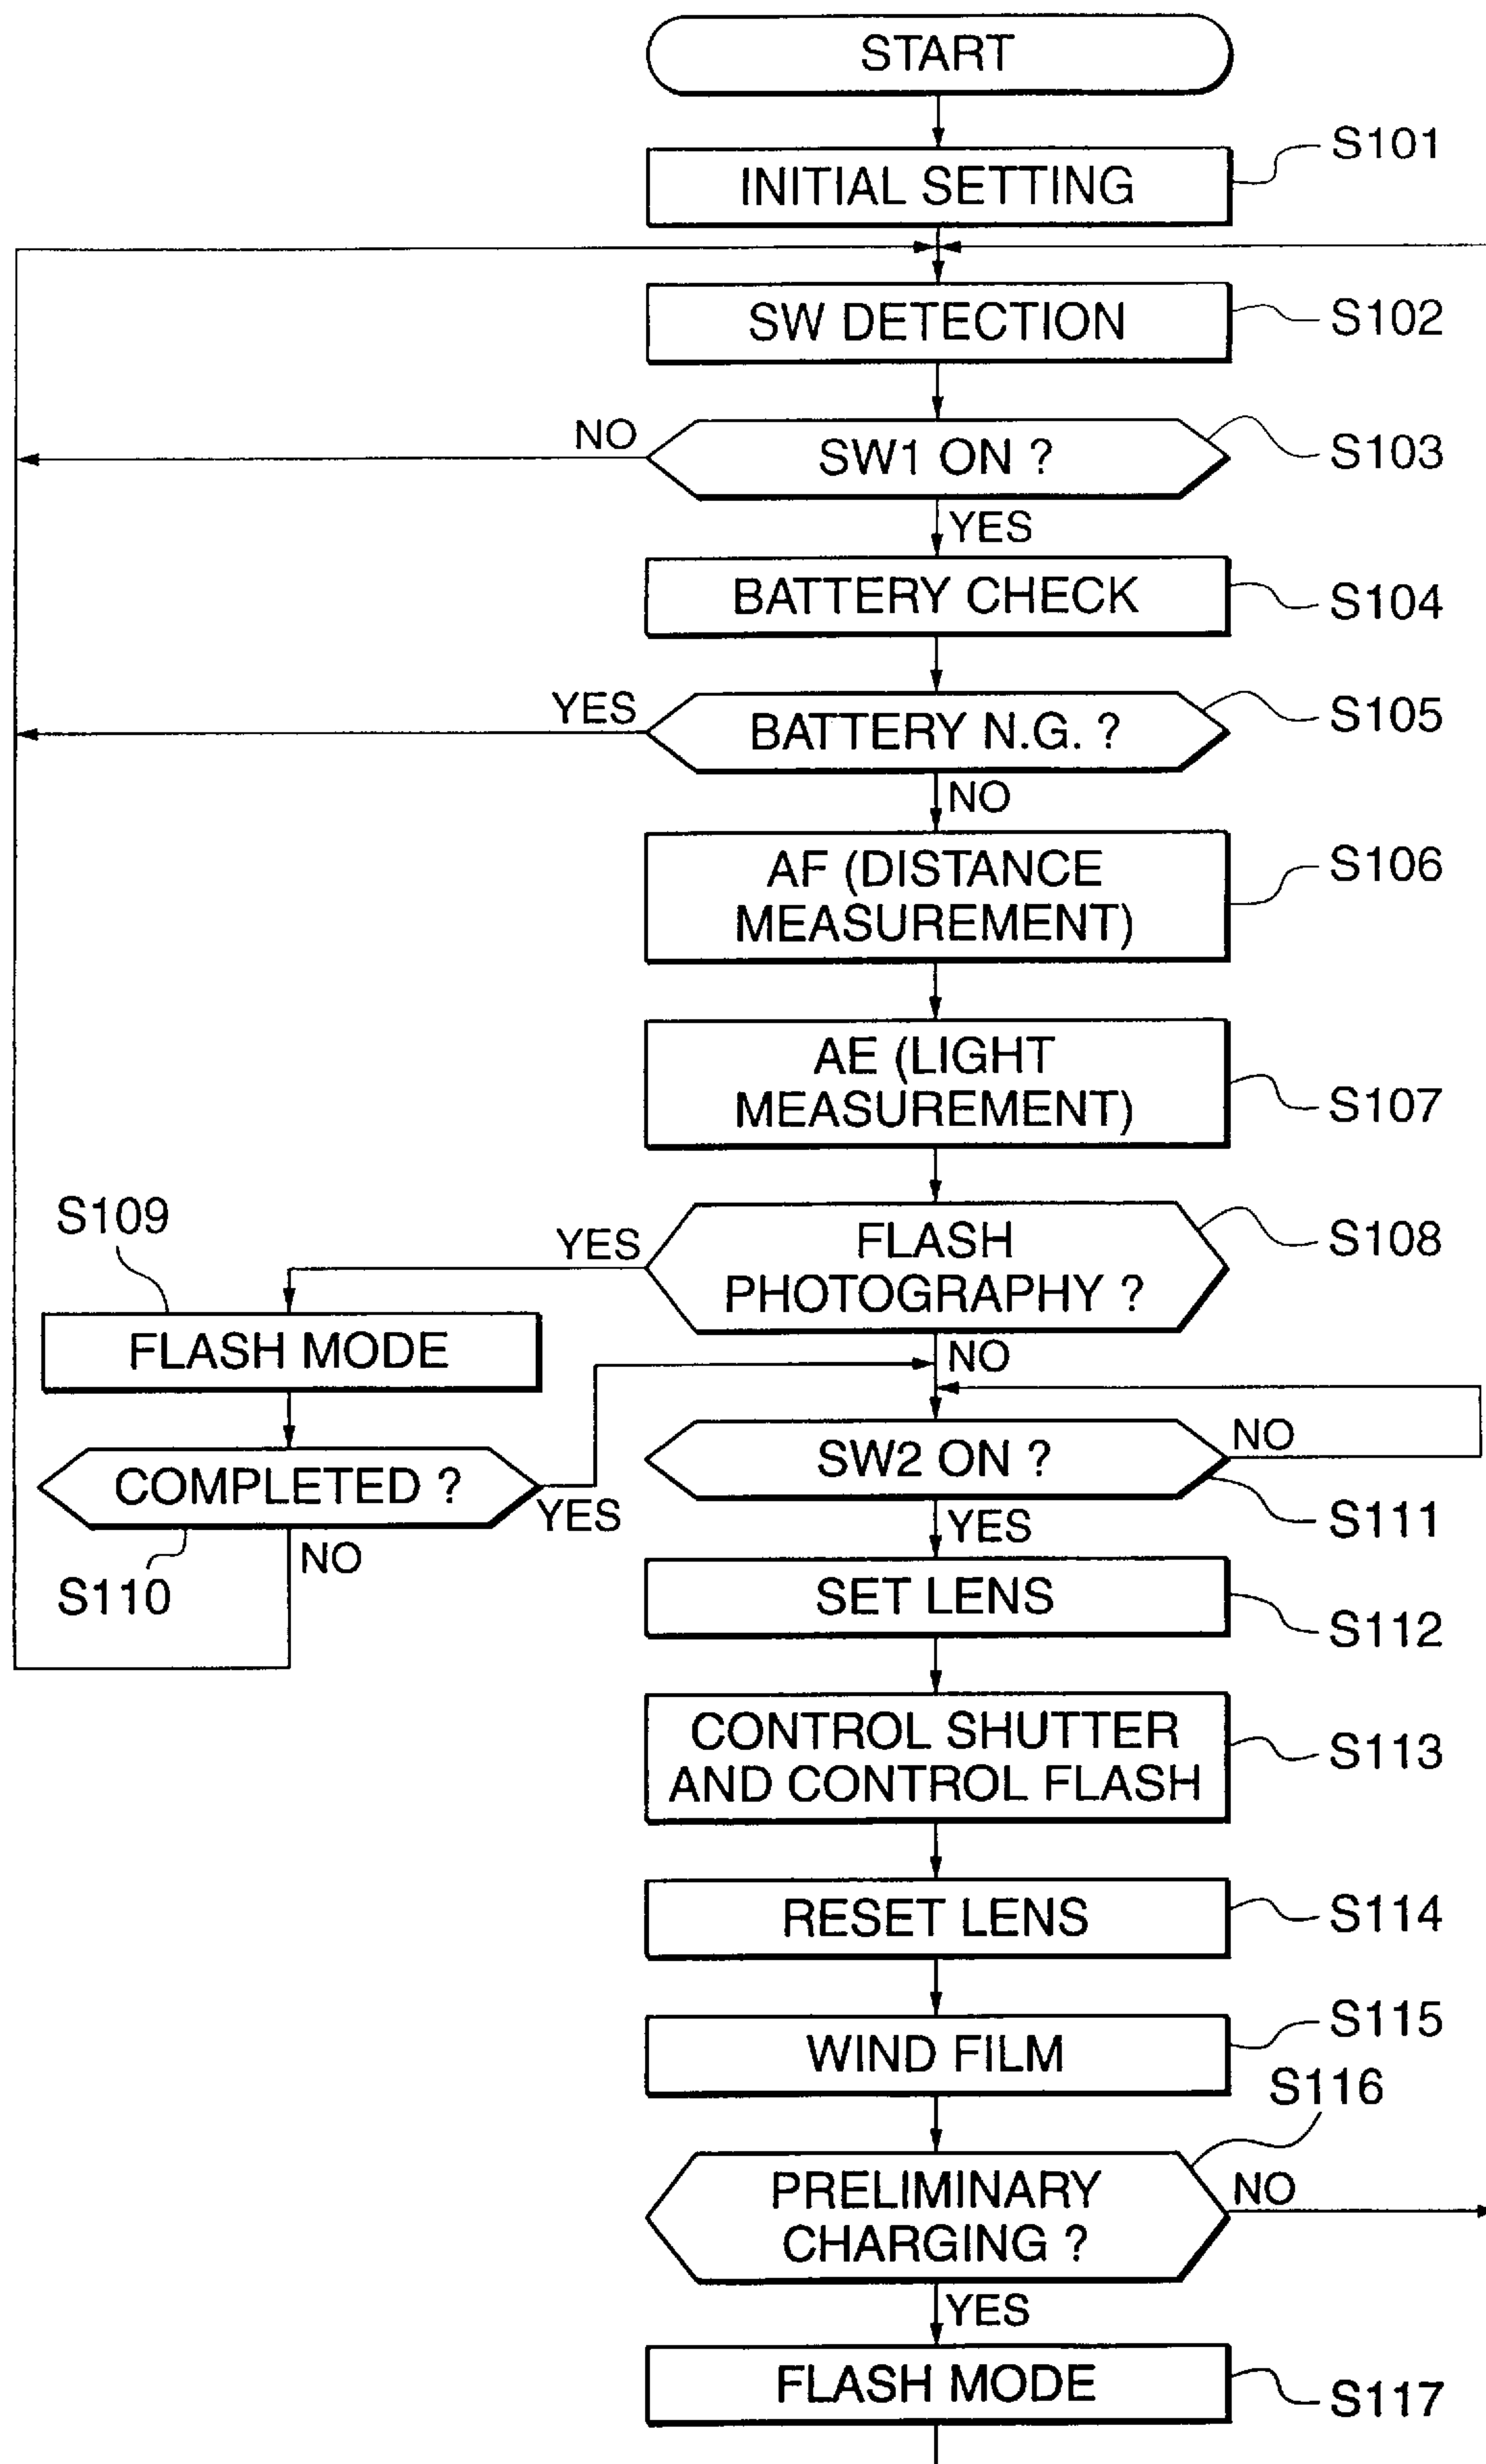 START
INITIAL SETTING
S101
SW DETECTION
S102
SW1 ON ?
S103
NO
YES
BATTERY CHECK
S104
BATTERY N.G. ?
S105
YES
NO
AF (DISTANCE
MEASUREMENT)
S106
AE (LIGHT
MEASUREMENT)
S107
FLASH
PHOTOGRAPHY ?
S108
YES
NO
S109
FLASH MODE
COMPLETED ?
YES
NO
S110
SW2 ON ?
NO
S111
YES
SET LENS
S112
CONTROL SHUTTER
AND CONTROL FLASH
S113
RESET LENS
S114
WIND FILM
S115
S116
PRELIMINARY
CHARGING ?
NO
YES
FLASH MODE
S117